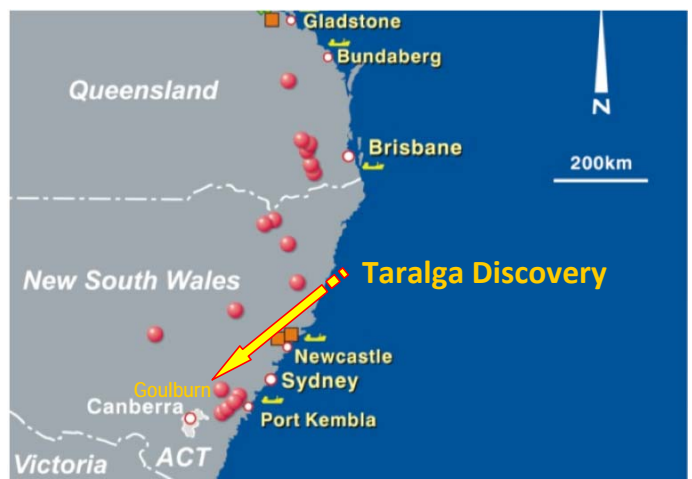 Gladstone
Bundaberg
Queensland
N
Brisbane
200km
Taralga Discovery
New South Wales
Newcastle
Sydney
Goulburn
Canberra
Port Kembla
ACT
Victoria